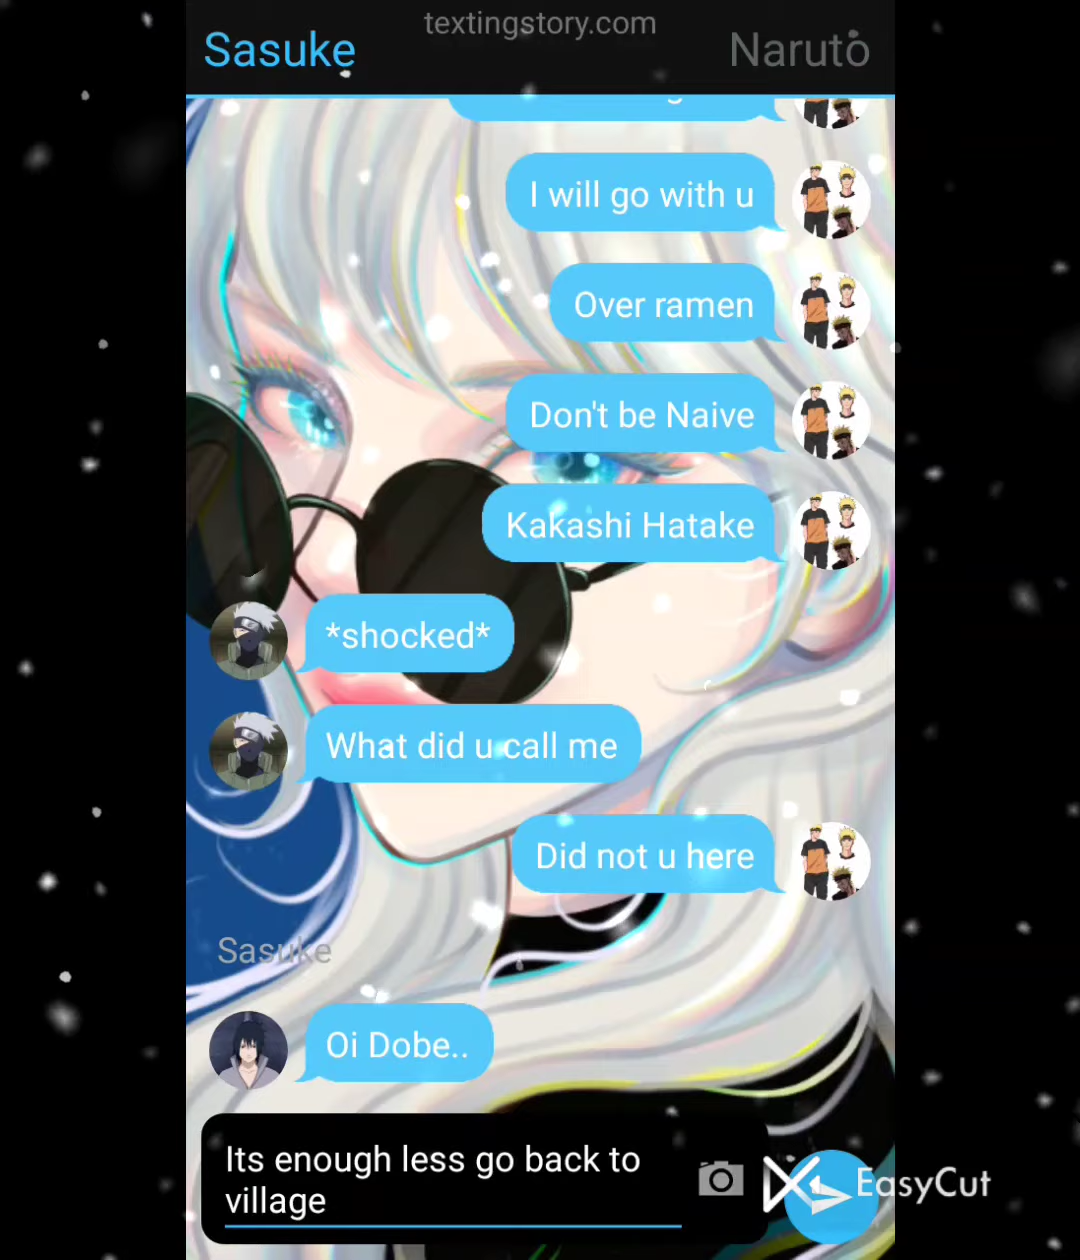 textingstory.com
Sasuke
Naruto
I will go with u
Over ramen
Don't be Naive
Kakashi Hatake
*shocked*
What did u call me
Did not u here
Sasuke
Oi Dobe..
Its enough less go back to
village
EasyCut